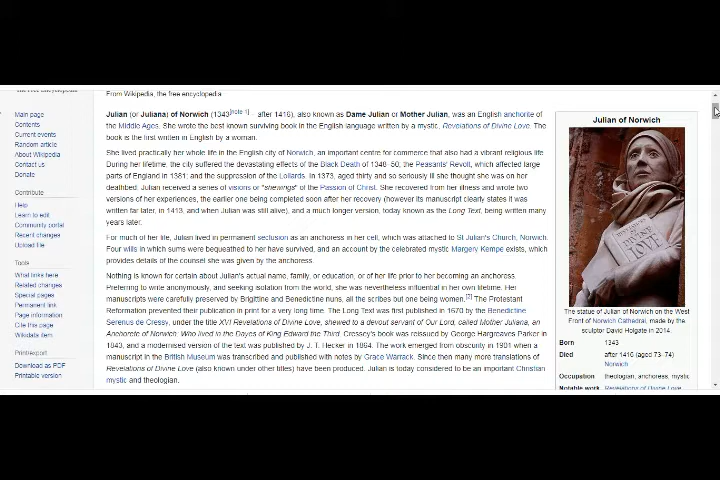 From Wikipedia, the free encyclopedia
Julian (or Juliana) of Norwich (1343[note 1] – after 1416), also known as Dame Julian or Mother Julian, was an English anchorite of
the Middle Ages. She wrote the best known surviving book in the English language written by a mystic, Revelations of Divine Love. The
book is the first written in English by a woman.
She lived practically her whole life in the English city of Norwich, an important centre for commerce that also had a vibrant religious life
During her lifetime, the city suffered the devastating effects of the Black Death of 1348–50, the Peasants' Revolt, which affected large
parts of England in 1381; and the suppression of the Lollards. In 1373, aged thirty and so seriously ill she thought she was on her
deathbed. Julian received a series of visions or "shewings" of the Passion of Christ. She recovered from her illness and wrote two
versions of her experiences, the earlier one being completed soon after her recovery (however its manuscript clearly states it was
written far later, in 1413, and when Julian was still alive), and a much longer version, today known as the Long Text, being written many
years later.
For much of her life, Julian lived in permanent seclusion as an anchoress in her cell, which was attached to St Julian's Church, Norwich.
Four wills in which sums were bequeathed to her have survived, and an account by the celebrated mystic Margery Kempe exists, which
provides details of the counsel she was given by the anchoress.
Nothing is known for certain about Julian's actual name, family, or education, or of her life prior to her becoming an anchoress.
Preferring to write anonymously, and seeking isolation from the world, she was nevertheless influential in her own lifetime. Her
manuscripts were carefully preserved by Brigittine and Benedictine nuns, all the scribes but one being women.[2] The Protestant
Reformation prevented their publication in print for a very long time. The Long Text was first published in 1670 by the Benedictine
Serenus de Cressy, under the title XVI Revelations of Divine Love, shewed to a devout servant of Our Lord, called Mother Juliana, an
Anchorete of Norwich: Who lived in the Dayes of King Edward the Third. Cressey's book was reissued by George Hargreaves Parker in
1843, and a modernised version of the text was published by J. T. Hecker in 1864. The work emerged from obscurity in 1901 when a
manuscript in the British Museum was transcribed and published with notes by Grace Warrack. Since then many more translations of
Revelations of Divine Love (also known under other titles) have been produced. Julian is today considered to be an important Christian
mystic and theologian.
Main page
Contents
Current events
Random article
About Wikipedia
Contact us
Donate
Contribute
Help
Learn to edit
Community portal
Recent changes
Upload file
Tools
What links here
Related changes
Special pages
Permanent link
Page information
Cite this page
Wikidata item
Print/export
Download as PDF
Printable version
Julian of Norwich
DIVINE
LOVE
The statue of Julian of Norwich on the West
Front of Norwich Cathedral, made by the
sculptor David Holgate in 2014.
Born 1343
Died after 1416 (aged 73–74)
Norwich
Occupation theologian, anchoress, mystic
Notable work Revelations of Divine Love